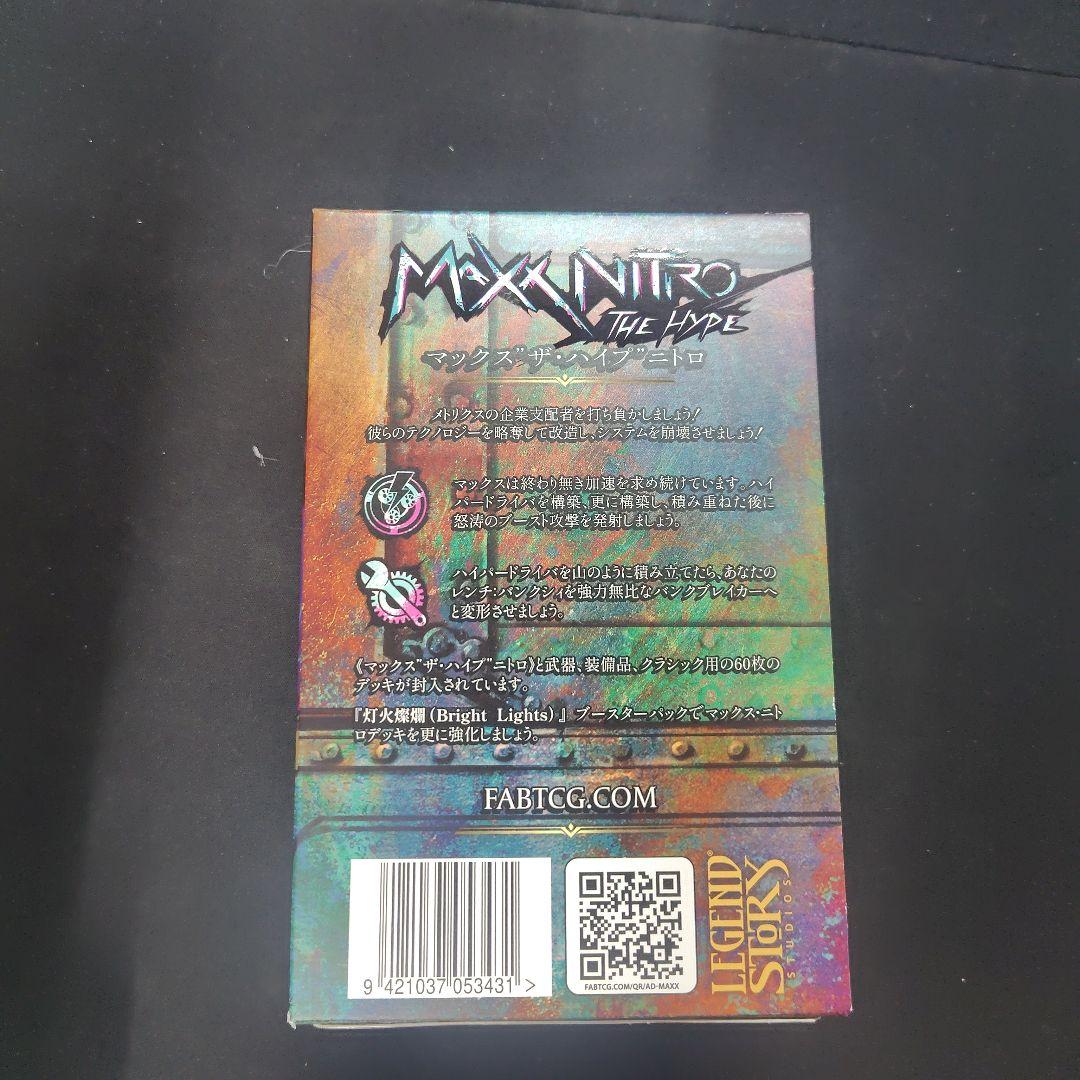 MAXX NITRO
THE HYPE
マックス"ザ・ハイプ"ニトロ
メトリクスの企業支配者を打ち負かしましょう!
彼らのテクノロジーを略奪して改造し、システムを崩壊させましょう!
マックスは終わり無き加速を求め続けています。ハイ
パードライバを構築、更に構築し、積み重ねた後に
怒涛のブースト攻撃を発射しましょう。
ハイパードライバを山のように積み立てたら、あなたの
レンチ:バンクシィを強力無比なバンクブレイカーへ
と変形させましょう。
《マックス"ザ・ハイプ"ニトロ》と武器、装備品、クラシック用の60枚の
デッキが封入されています。
『灯火燦爛(Bright Lights)』ブースターパックでマックス・ニト
ロデッキを更に強化しましょう。
FABTCG.COM
9 421037 053431 >
FABTCG.COM/QR/AD-MAXX
LEGEND®
STORY
STUDIOS